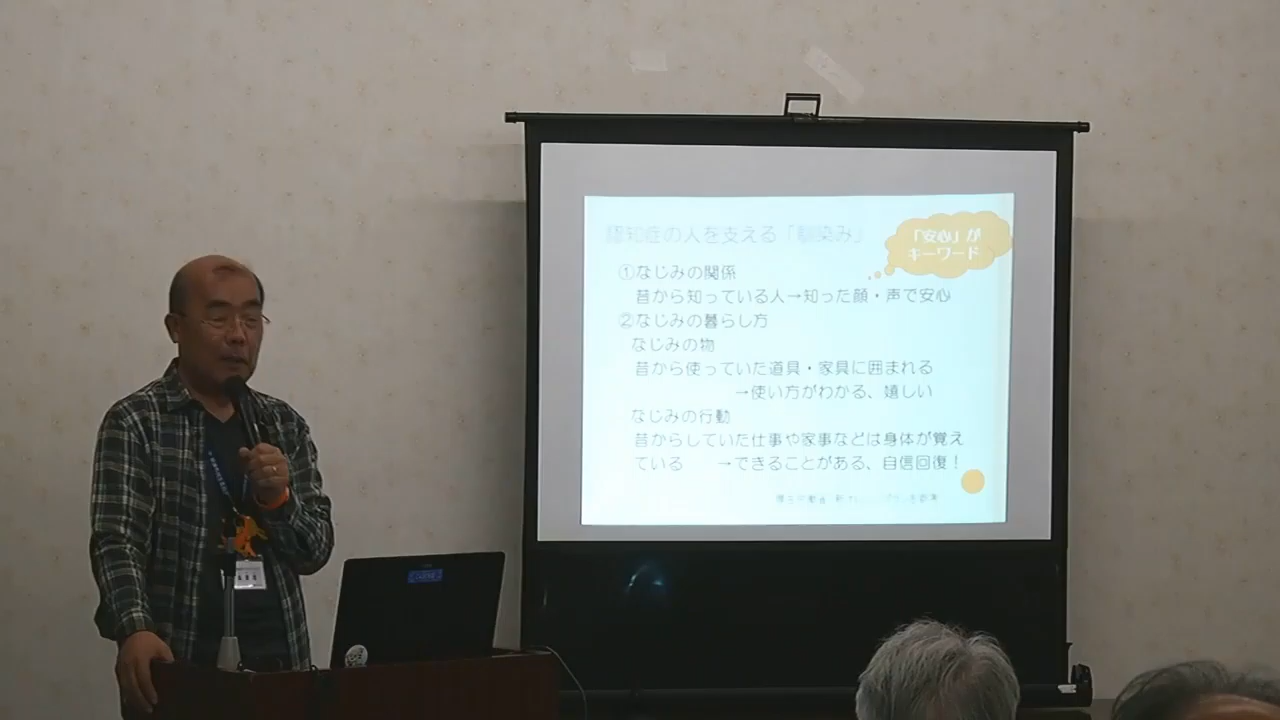 認知症の人を支える「馴染み」
「安心」が
キーワード
①なじみの関係
昔から知っている人→知った顔・声で安心
②なじみの暮らし方
なじみの物
昔から使っていた道具・家具に囲まれる
→使い方がわかる、嬉しい
なじみの行動
昔からしていた仕事や家事などは身体が覚え
ている →できることがある、自信回復！
厚生労働省